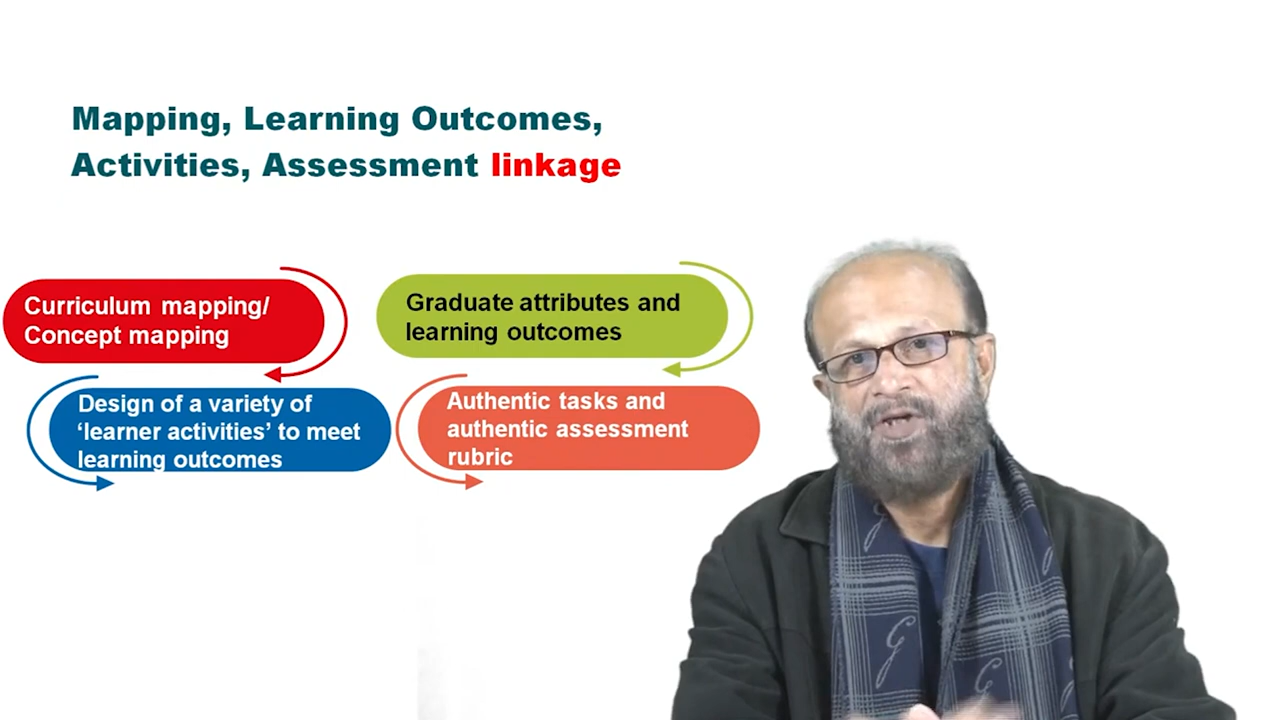 Mapping, Learning Outcomes,
Activities, Assessment linkage
Curriculum mapping/
Concept mapping
Graduate attributes and
learning outcomes
Design of a variety of
‘learner activities’ to meet
learning outcomes
Authentic tasks and
authentic assessment
rubric